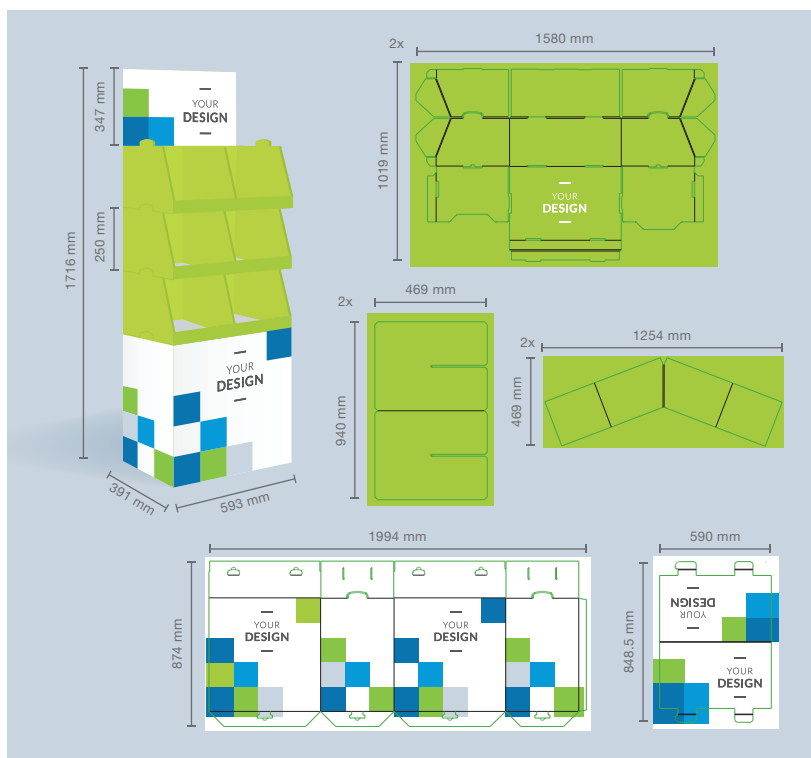 2x
1580 mm
347 mm
YOUR
DESIGN
1019 mm
YOUR
DESIGN
1716 mm
250 mm
2x
469 mm
2x
1254 mm
YOUR
DESIGN
940 mm
469 mm
391 mm
593 mm
1994 mm
590 mm
874 mm
YOUR
DESIGN
YOUR
DESIGN
848.5 mm
YOUR
DESIGN
YOUR
DESIGN